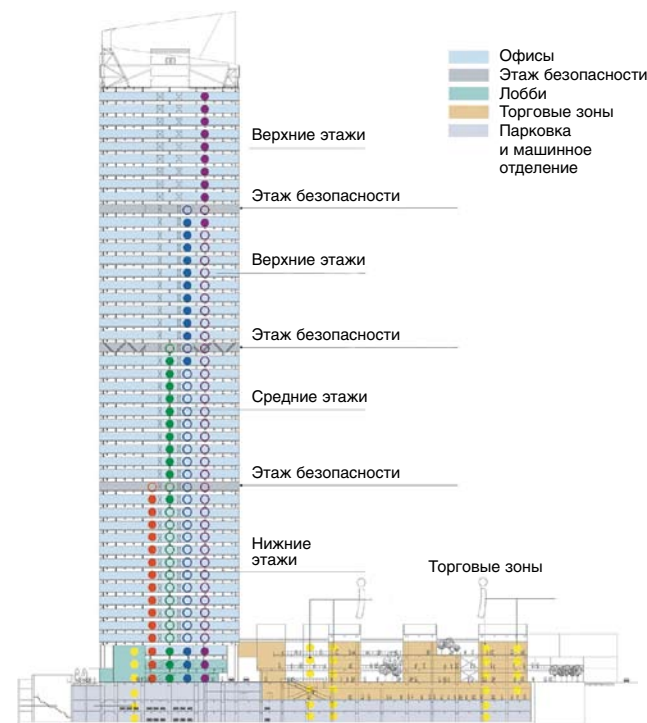 Офисы
Этаж безопасности
Лобби
Торговые зоны
Парковка
и машинное
отделение
Верхние этажи
Этаж безопасности
Верхние этажи
Этаж безопасности
Средние этажи
Этаж безопасности
Нижние
этажи
Торговые зоны